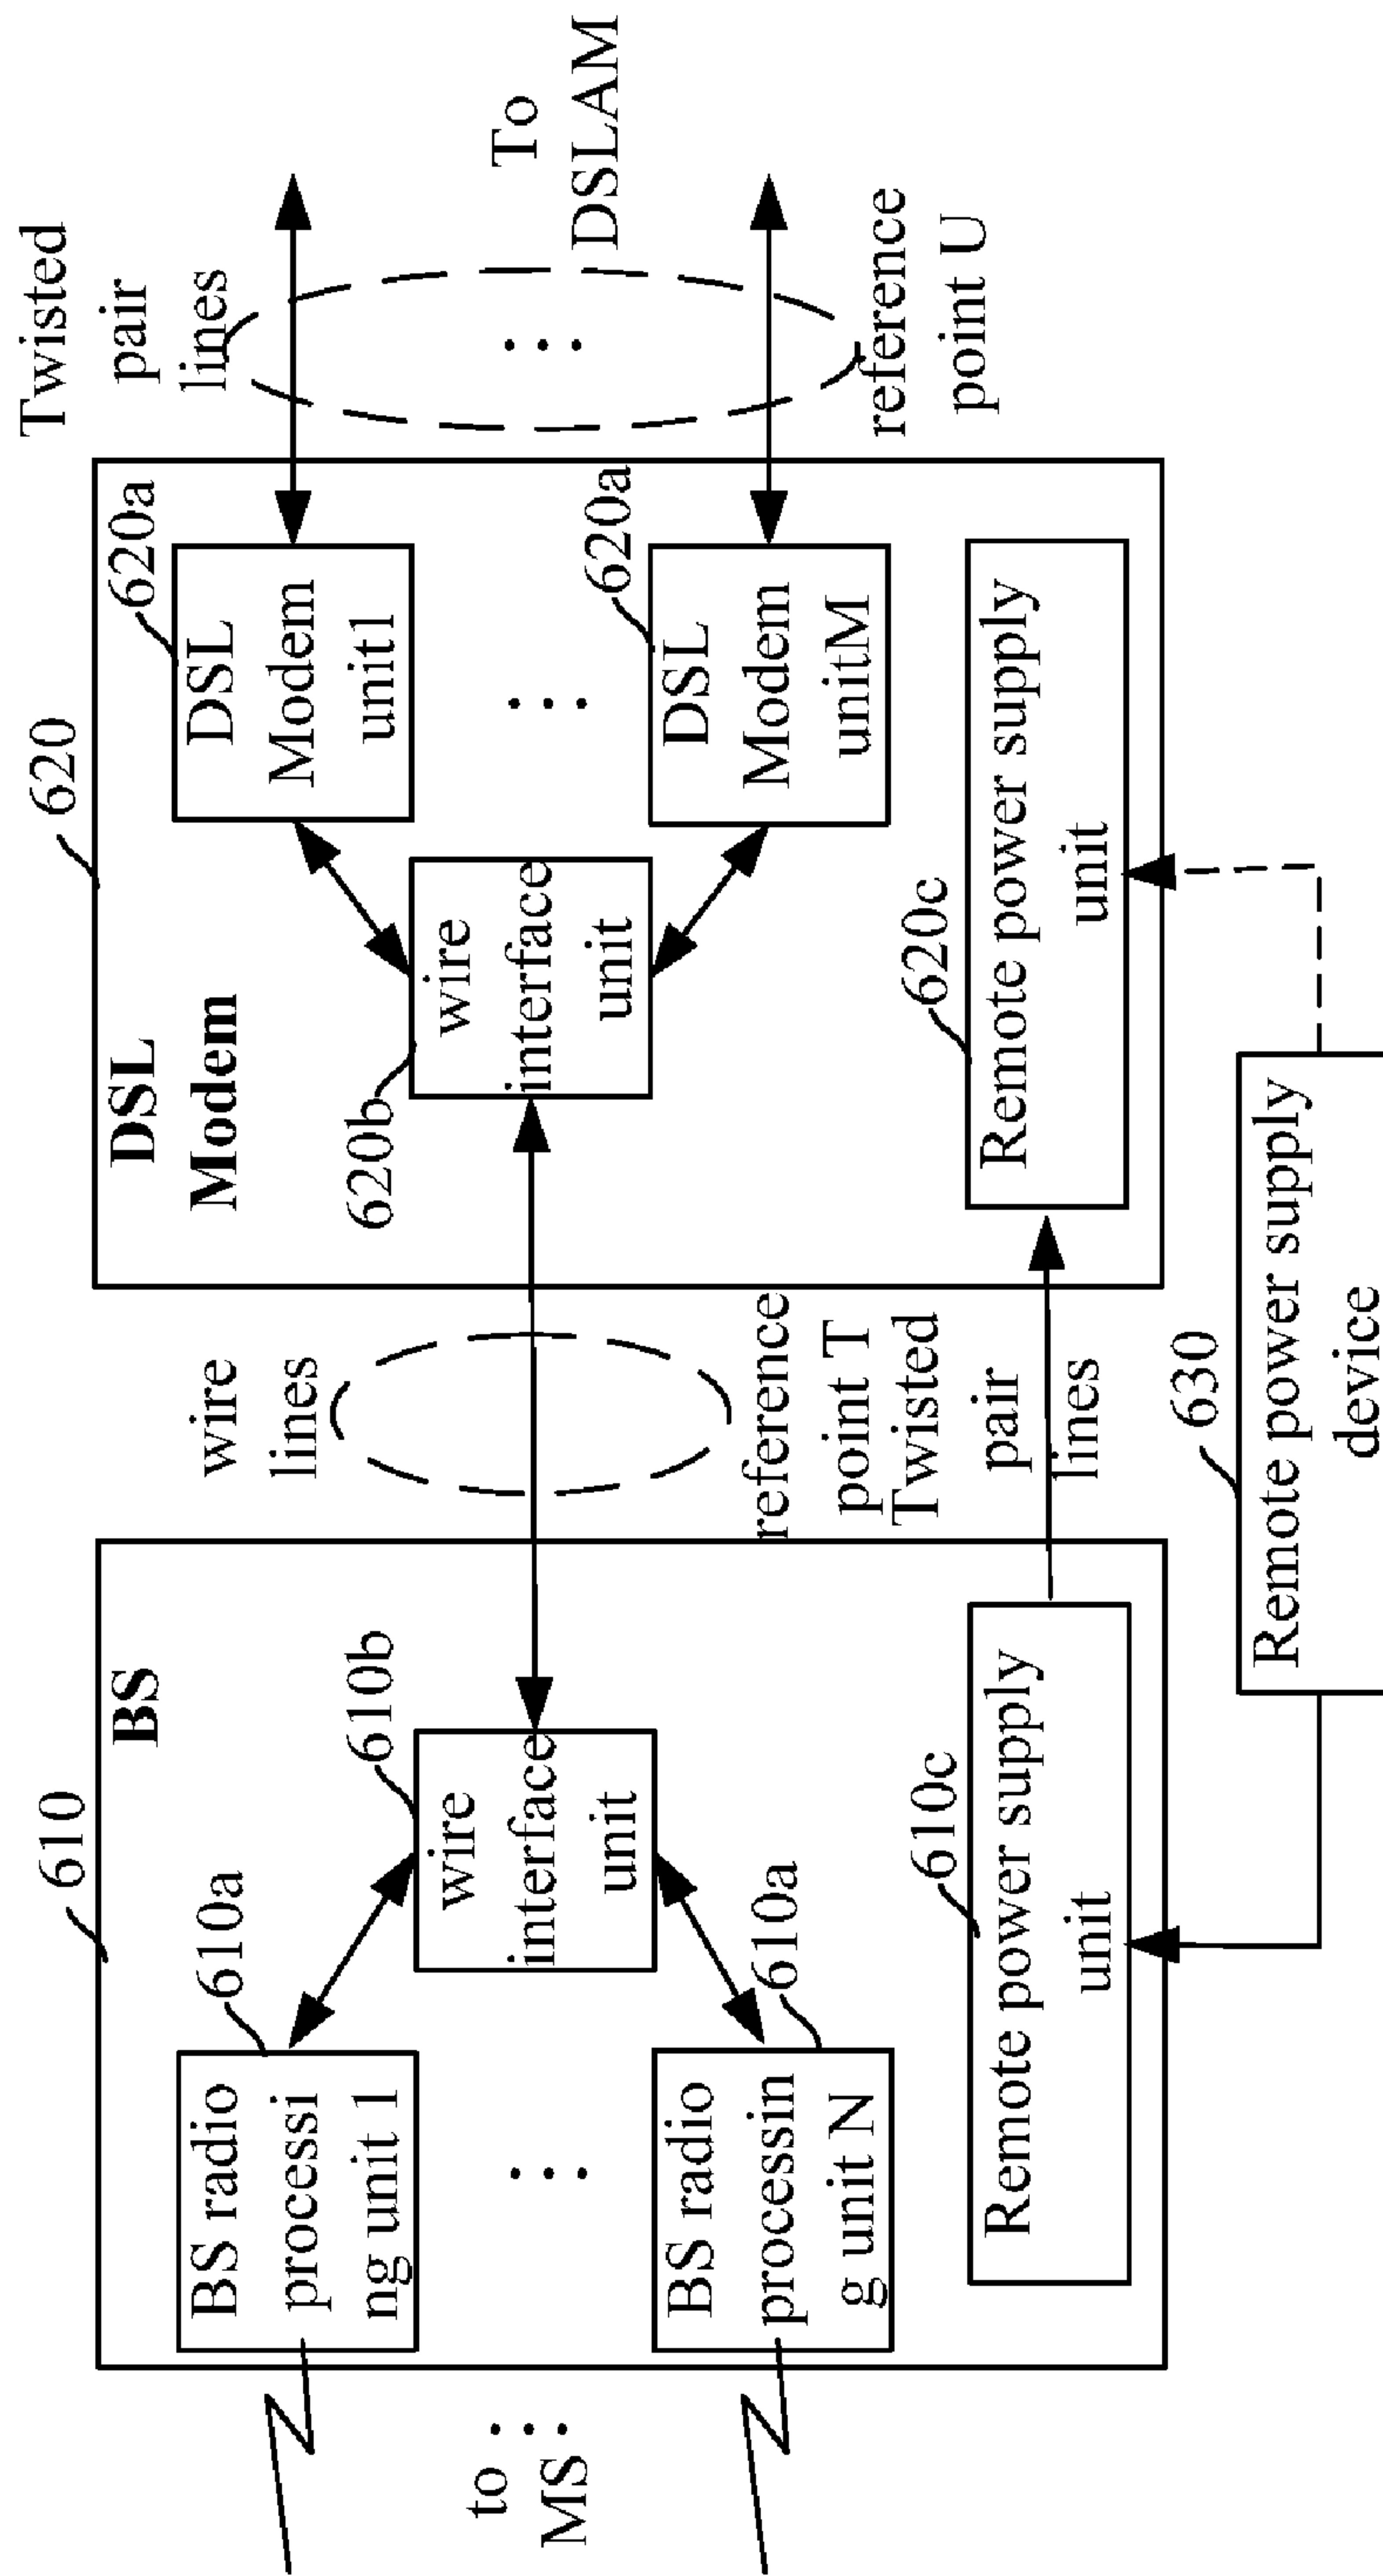 610
BS
610a
BS radio
processi
ng unit 1
610b
wire
interface
unit
to
MS
610a
BS radio
processin
g unit N
610c
Remote power supply
unit
wire
lines
reference
point T
Twisted
pair
lines
620
DSL
Modem
620a
DSL
Modem
unit1
620b
wire
interface
unit
620a
DSL
Modem
unitM
620c
Remote power supply
unit
Twisted
pair
lines
To
DSLAM
reference
point U
630
Remote power supply
device